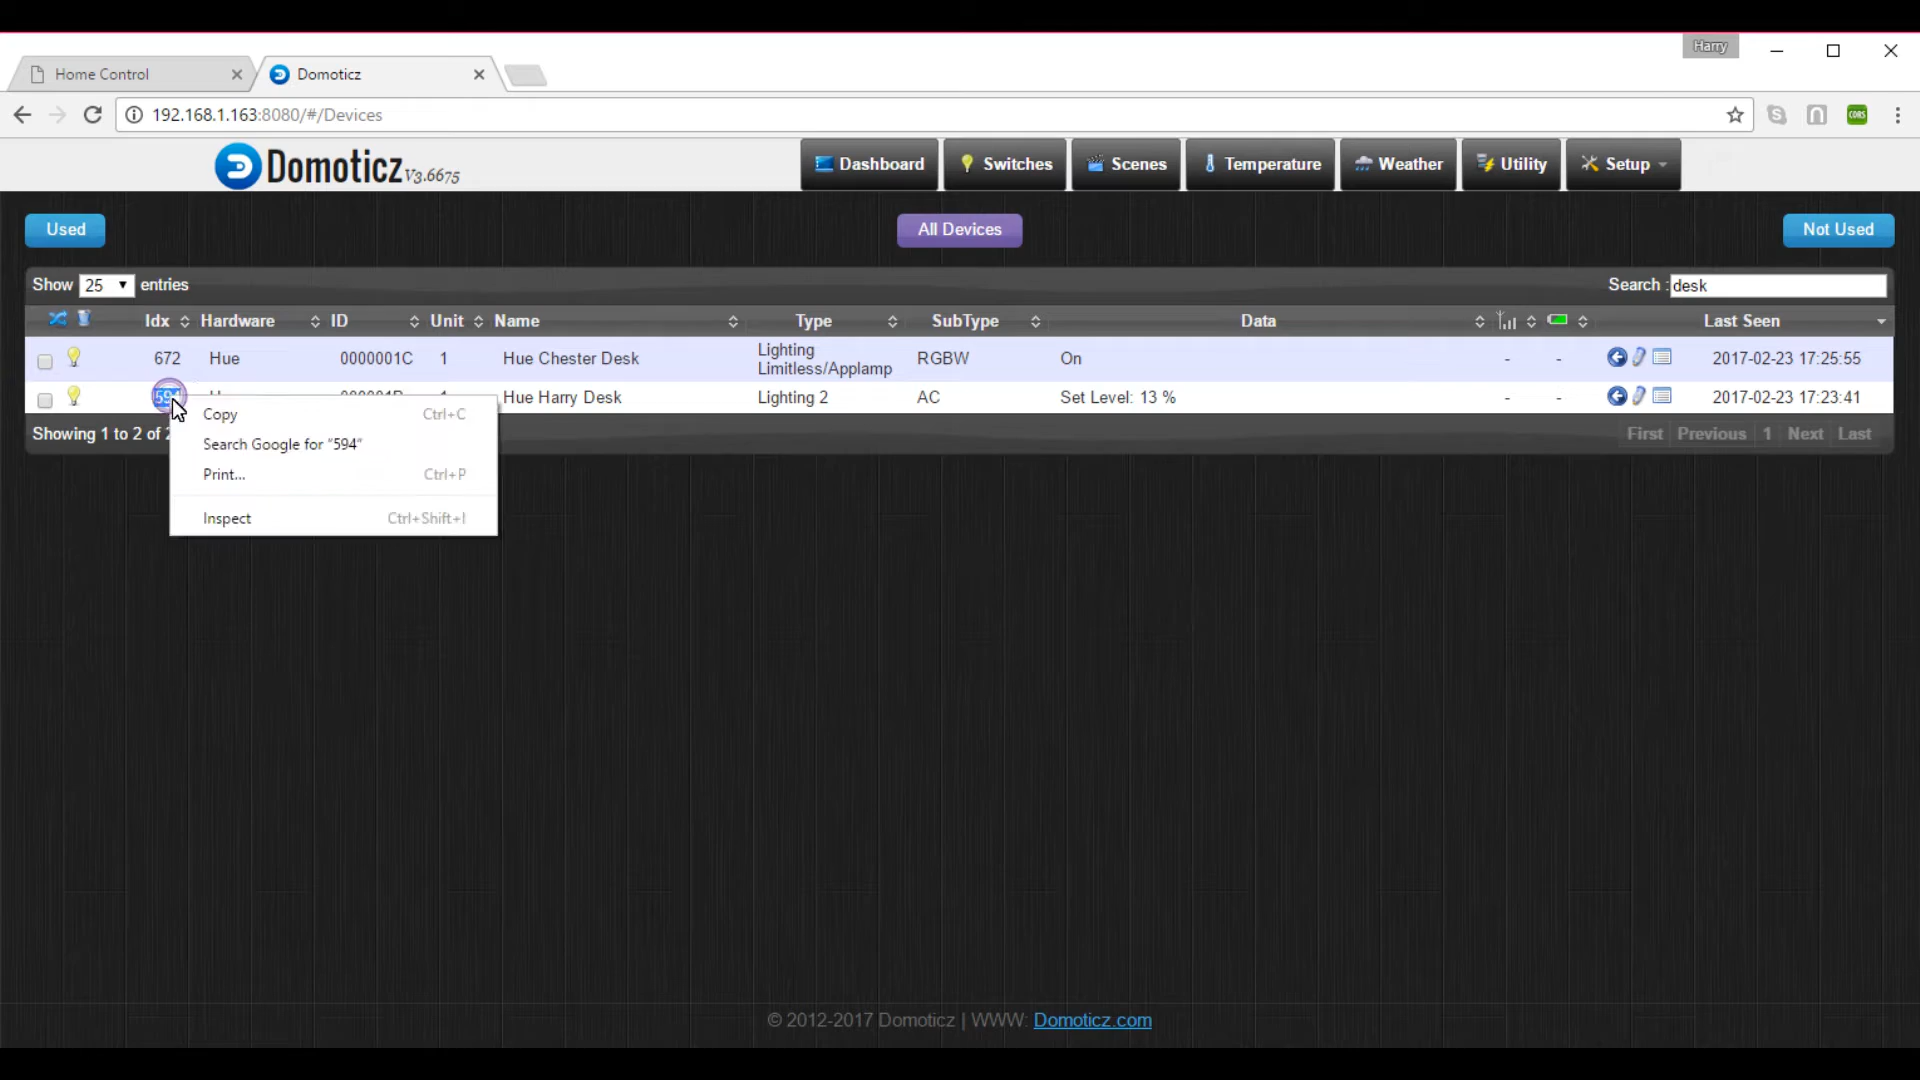 Harry
Home Control
Domoticz
192.168.1.163:8080/#/Devices
CORS
Domoticz V3.6675
Dashboard Switches Scenes Temperature Weather Utility Setup
Used All Devices Not Used
Show 25 entries Search : desk
Idx Hardware ID Unit Name Type SubType Data Last Seen
672 Hue 0000001C 1 Hue Chester Desk Lighting Limitless/Applamp RGBW On - - 2017-02-23 17:25:55
594 Hue Harry Desk Lighting 2 AC Set Level: 13 % - - 2017-02-23 17:23:41
Showing 1 to 2 of First Previous 1 Next Last
Copy Ctrl+C
Search Google for “594”
Print... Ctrl+P
Inspect Ctrl+Shift+I
© 2012-2017 Domoticz | WWW: Domoticz.com